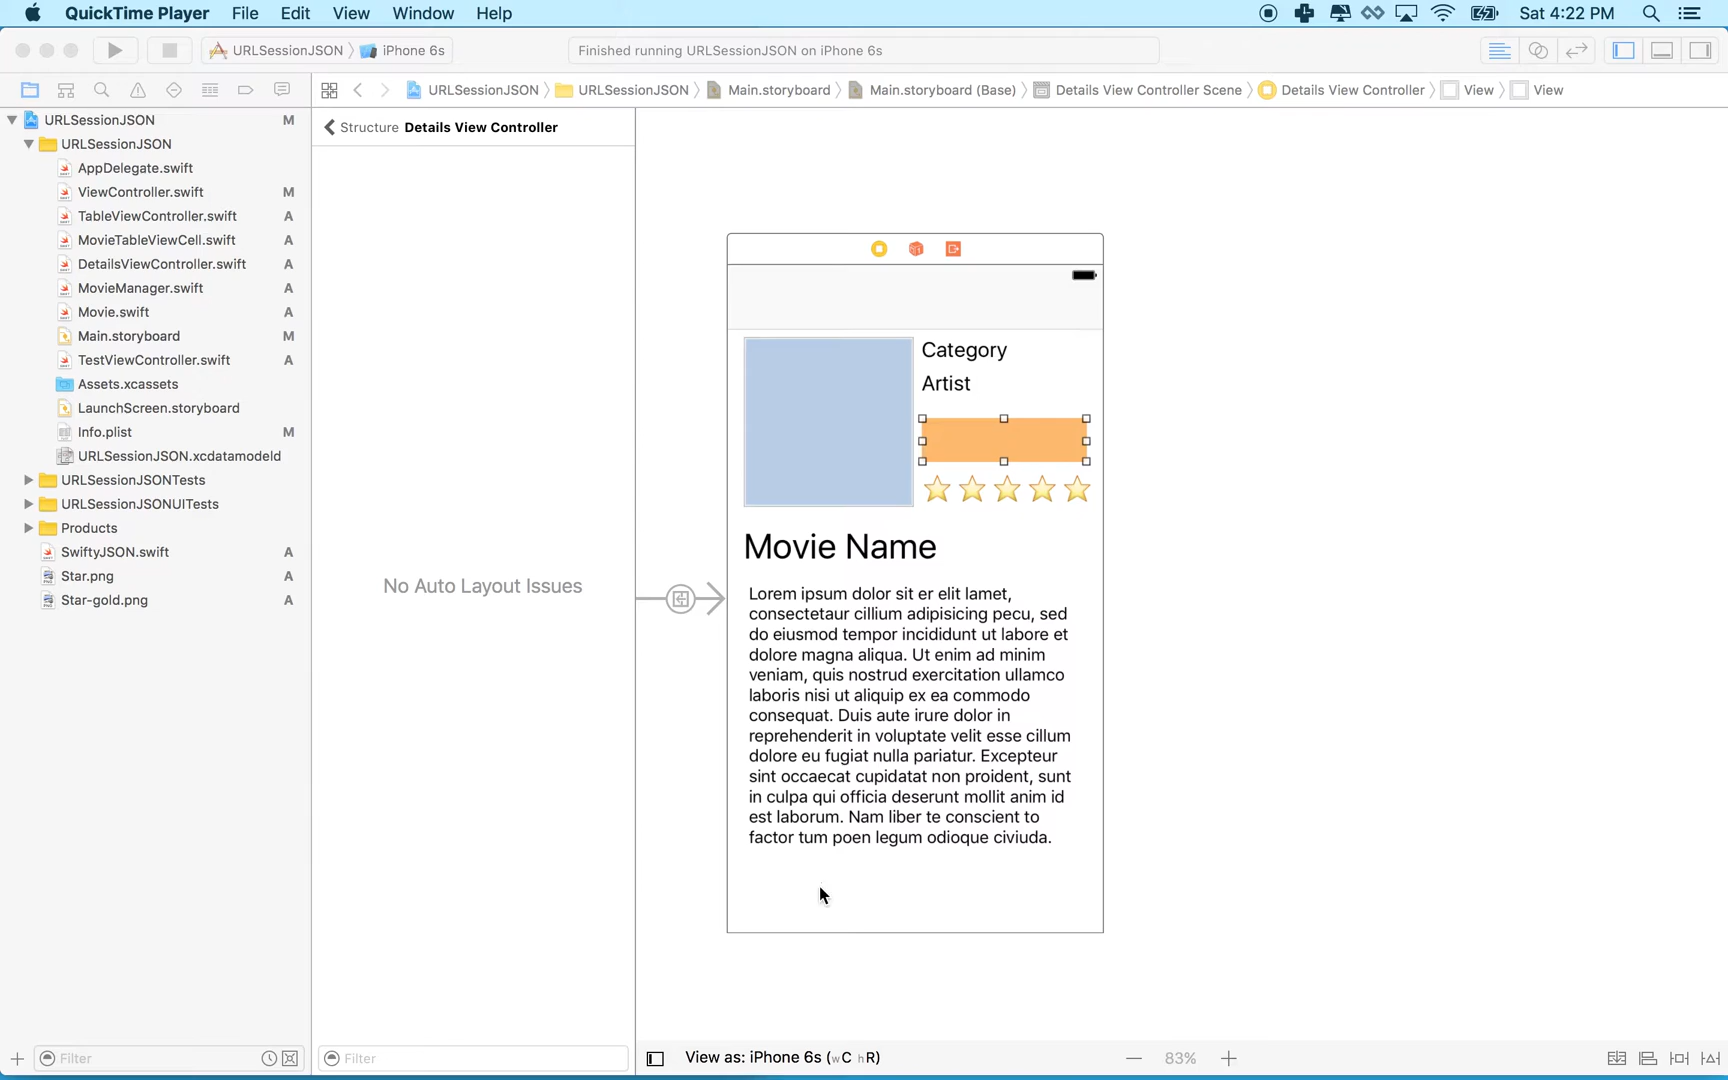 QuickTime Player File Edit View Window Help Sat 4:22 PM
URLSessionJSON iPhone 6s Finished running URLSessionJSON on iPhone 6s
URLSessionJSON URLSessionJSON Main.storyboard Main.storyboard (Base) Details View Controller Scene Details View Controller View View
URLSessionJSON M
URLSessionJSON
AppDelegate.swift
ViewController.swift M
TableViewController.swift A
MovieTableViewCell.swift A
DetailsViewController.swift A
MovieManager.swift A
Movie.swift A
Main.storyboard M
TestViewController.swift A
Assets.xcassets
LaunchScreen.storyboard
Info.plist M
URLSessionJSON.xcdatamodeld
URLSessionJSONTests
URLSessionJSONUITests
Products
SwiftyJSON.swift A
Star.png A
Star-gold.png A
Filter
Structure Details View Controller
No Auto Layout Issues
Filter
Category
Artist
Movie Name
Lorem ipsum dolor sit er elit lamet,
consectetaur cillium adipisicing pecu, sed
do eiusmod tempor incididunt ut labore et
dolore magna aliqua. Ut enim ad minim
veniam, quis nostrud exercitation ullamco
laboris nisi ut aliquip ex ea commodo
consequat. Duis aute irure dolor in
reprehenderit in voluptate velit esse cillum
dolore eu fugiat nulla pariatur. Excepteur
sint occaecat cupidatat non proident, sunt
in culpa qui officia deserunt mollit anim id
est laborum. Nam liber te conscient to
factor tum poen legum odioque civiuda.
View as: iPhone 6s (wC hR) 83%